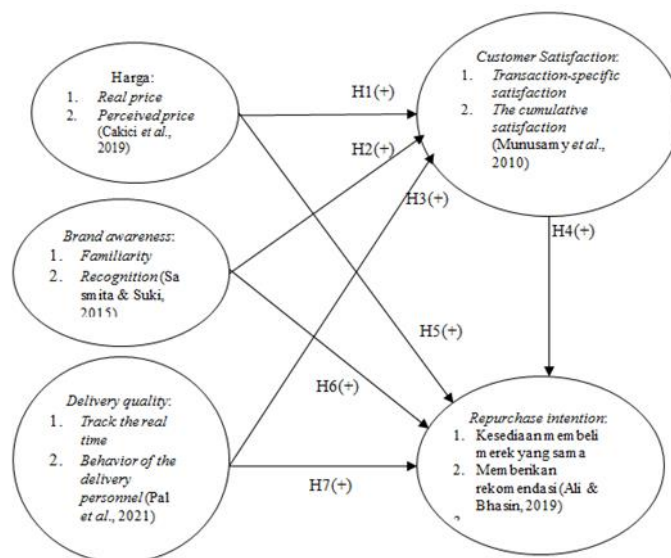 Harga:
1. Real price
2. Perceived price
(Cakici et al.,
2019)
H1(+)
Customer Satisfaction:
1. Transaction-specific
satisfaction
2. The cumulative
satisfaction
(Munusamy et al.,
2010)
H2(+)
H3(+)
H4(+)
Brand awareness:
1. Familiarity
2. Recognition (Sa
smita & Suki,
2015)
H5(+)
H6(+)
Delivery quality:
1. Track the real
time
2. Behavior of the
delivery
personnel (Pal
et al., 2021)
H7(+)
Repurchase intention:
1. Kesediaan membeli
merek yang sama
2. Memberikan
rekomendasi (Ali &
Bhasin, 2019)